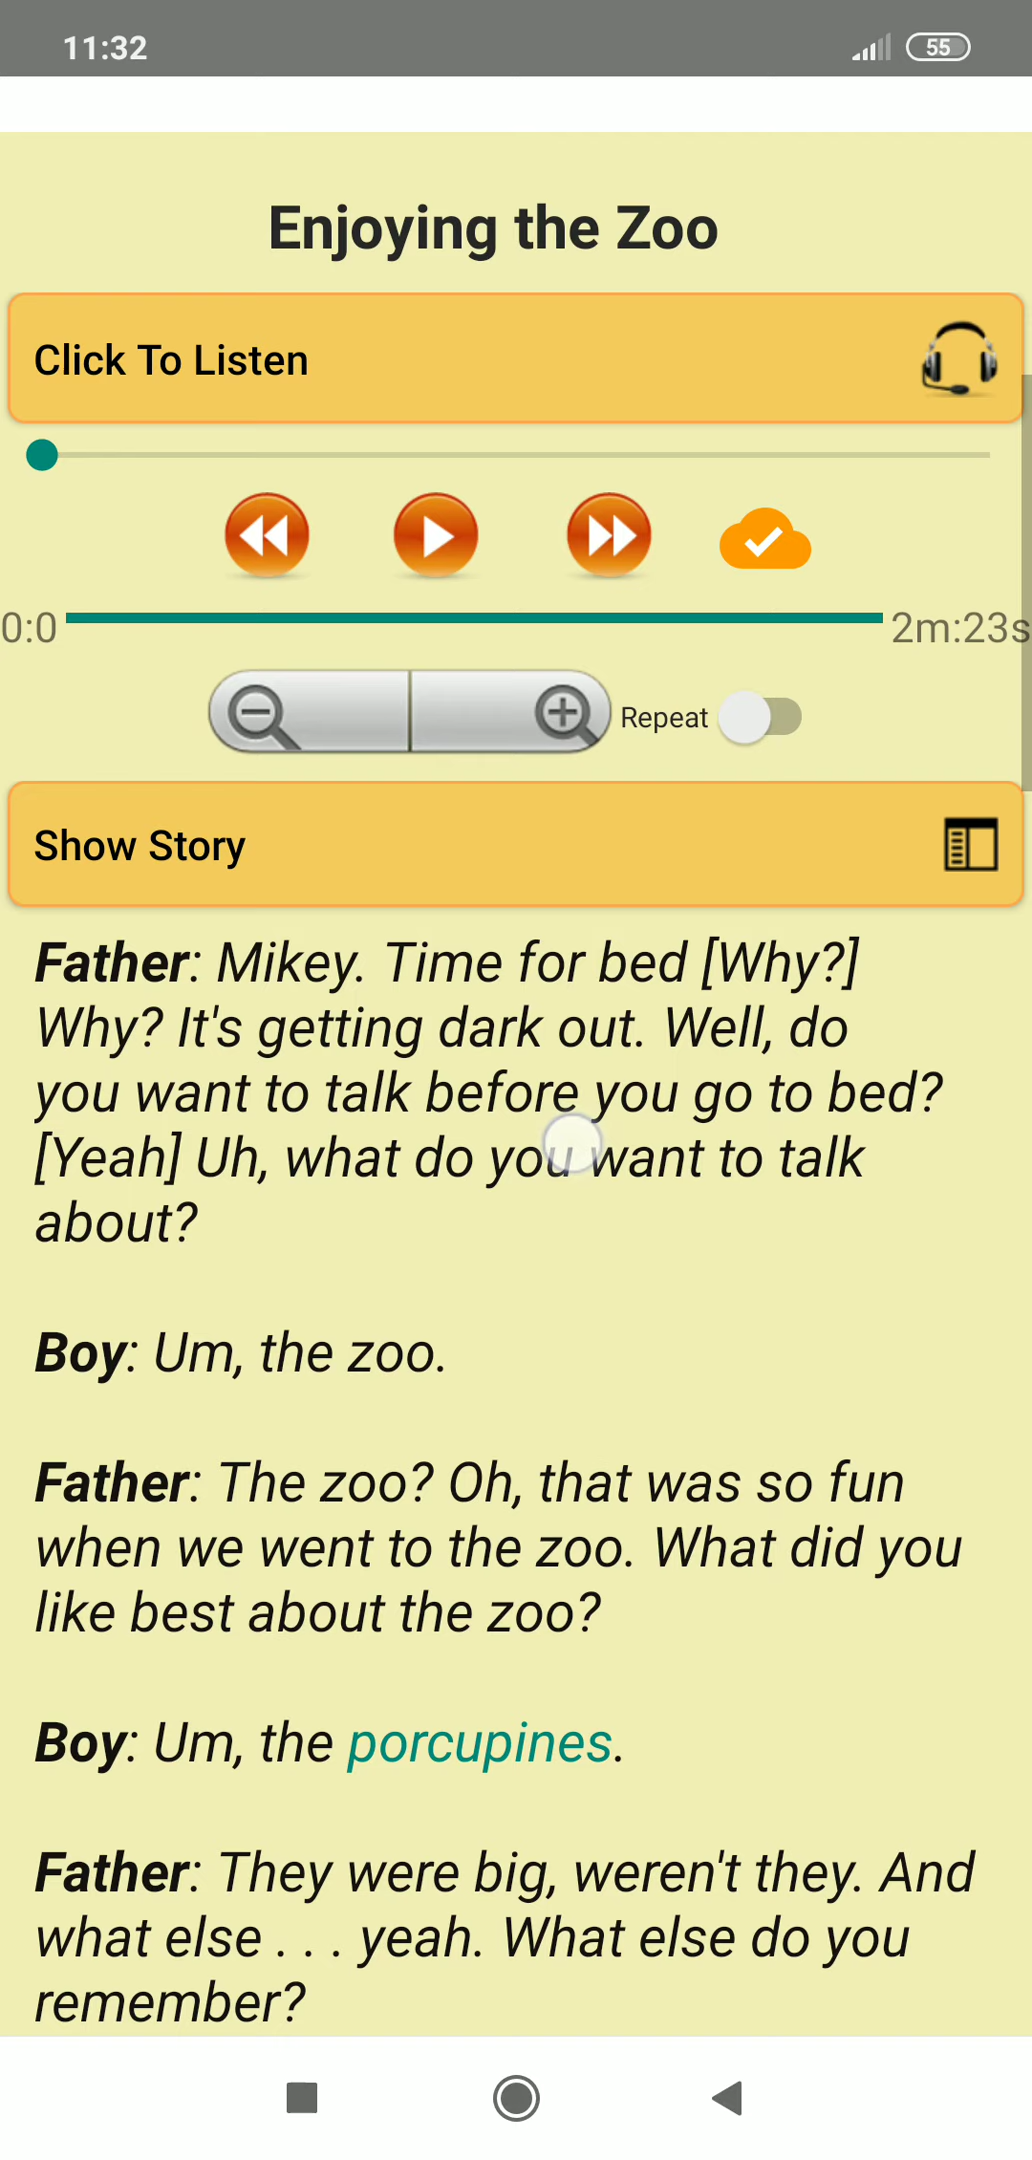 11:32
55
Enjoying the Zoo
Click To Listen
0:0
2m:23s
Repeat
Show Story
Father: Mikey. Time for bed [Why?]
Why? It's getting dark out. Well, do
you want to talk before you go to bed?
[Yeah] Uh, what do you want to talk
about?
Boy: Um, the zoo.
Father: The zoo? Oh, that was so fun
when we went to the zoo. What did you
like best about the zoo?
Boy: Um, the porcupines.
Father: They were big, weren't they. And
what else . . . yeah. What else do you
remember?